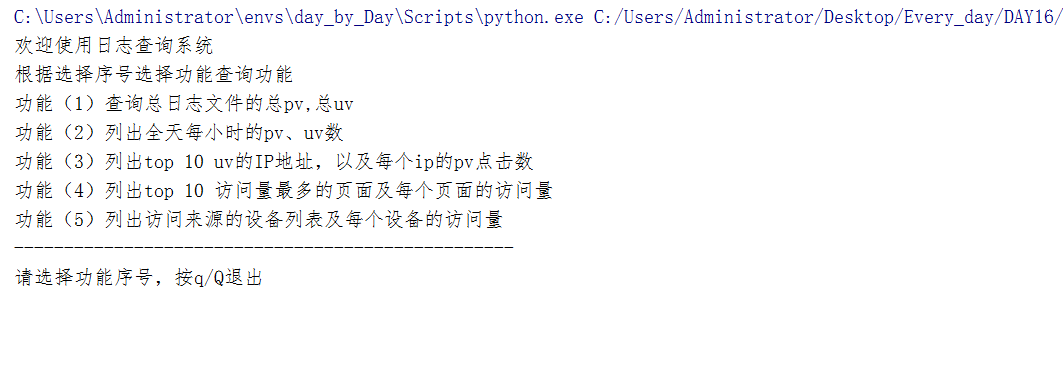 C:\Users\Administrator\envs\day_by_Day\Scripts\python.exe C:/Users/Administrator/Desktop/Every_day/DAY16/
欢迎使用日志查询系统
根据选择序号选择功能查询功能
功能（1）查询总日志文件的总pv,总uv
功能（2）列出全天每小时的pv、uv数
功能（3）列出top 10 uv的IP地址，以及每个ip的pv点击数
功能（4）列出top 10 访问量最多的页面及每个页面的访问量
功能（5）列出访问来源的设备列表及每个设备的访问量
--------------------------------------------------
请选择功能序号，按q/Q退出